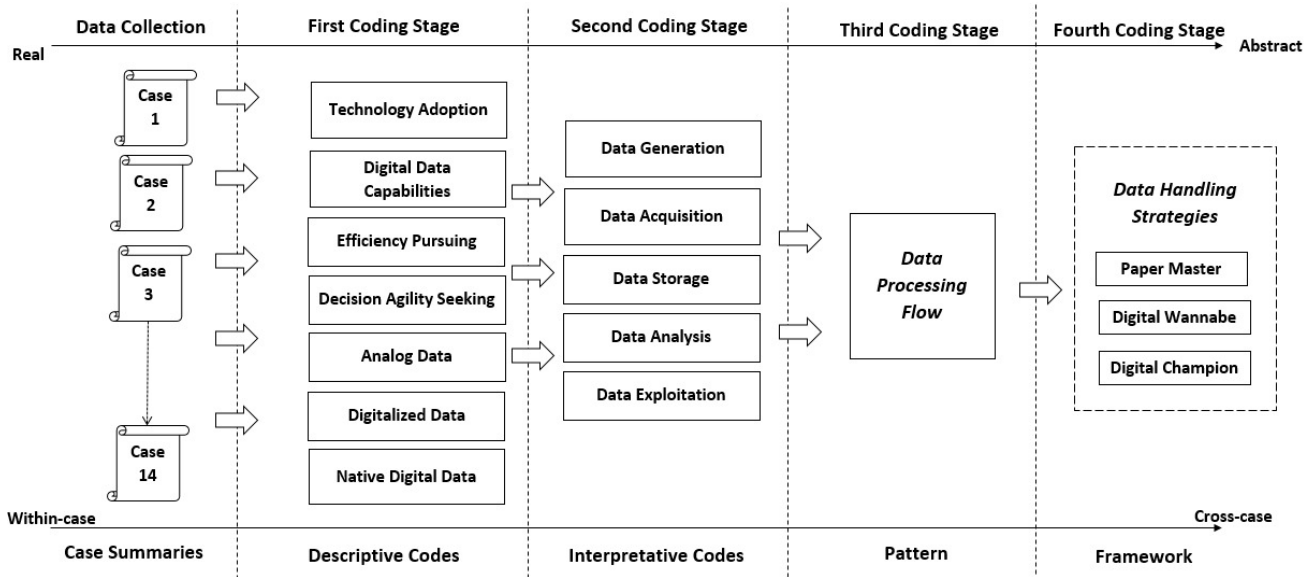 Data Collection
First Coding Stage
Second Coding Stage
Third Coding Stage
Fourth Coding Stage
Real
Abstract
Case
1
Case
2
Case
3
Case
14
Technology Adoption
Digital Data
Capabilities
Efficiency Pursuing
Decision Agility Seeking
Analog Data
Digitalized Data
Native Digital Data
Data Generation
Data Acquisition
Data Storage
Data Analysis
Data Exploitation
Data
Processing
Flow
Data Handling
Strategies
Paper Master
Digital Wannabe
Digital Champion
Within-case
Cross-case
Case Summaries
Descriptive Codes
Interpretative Codes
Pattern
Framework